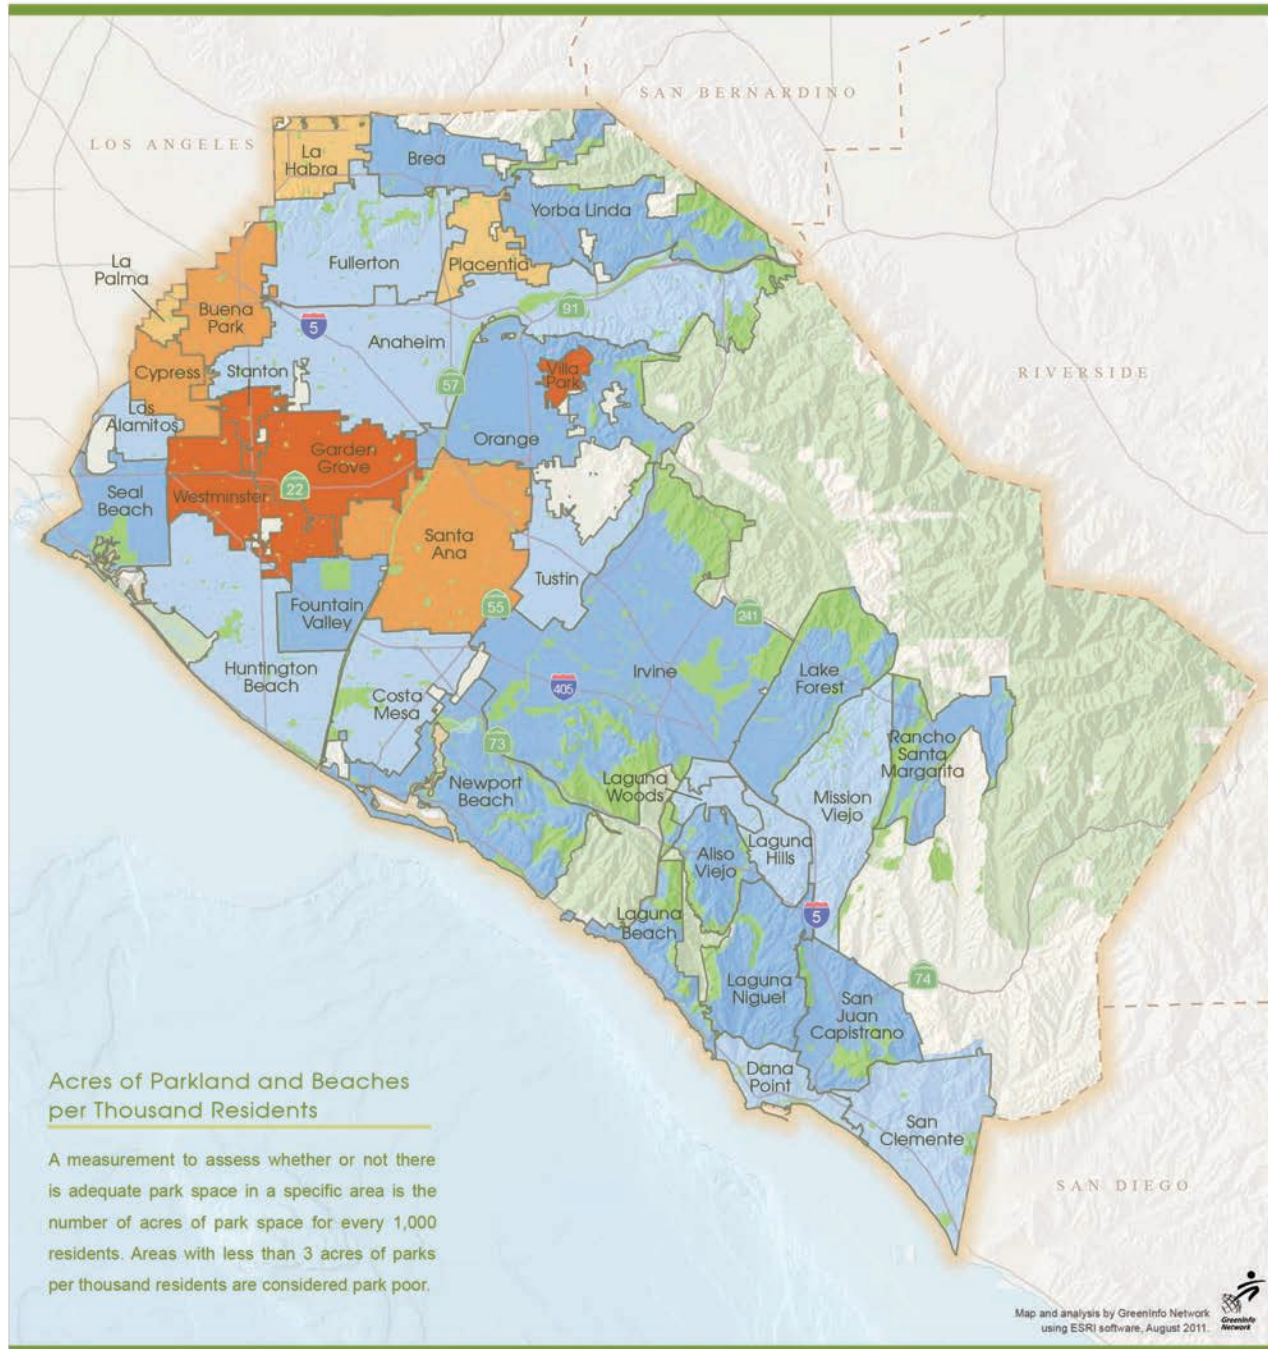 SAN BERNARDINO
LOS ANGELES
La
Habra
Brea
Yorba Linda
La
Palma
Fullerton
Placentia
Buena
Park
5
91
Anaheim
Cypress
Stanton
57
Villa
Park
RIVERSIDE
Los
Alamitos
Garden
Grove
Orange
Seal
Beach
Westminster
22
Santa
Ana
Tustin
55
Fountain
Valley
241
Huntington
Beach
Irvine
Lake
Forest
405
Costa
Mesa
73
Rancho
Santa
Margarita
Newport
Beach
Laguna
Woods
Mission
Viejo
Aliso
Viejo
Laguna
Hills
Laguna
Beach
5
74
Laguna
Niguel
San
Juan
Capistrano
Dana
Point
San
Clemente
SAN DIEGO
Acres of Parkland and Beaches
per Thousand Residents
A measurement to assess whether or not there
is adequate park space in a specific area is the
number of acres of park space for every 1,000
residents. Areas with less than 3 acres of parks
per thousand residents are considered park poor.
Map and analysis by GreenInfo Network
using ESRI software, August 2011.
GreenInfo
Network